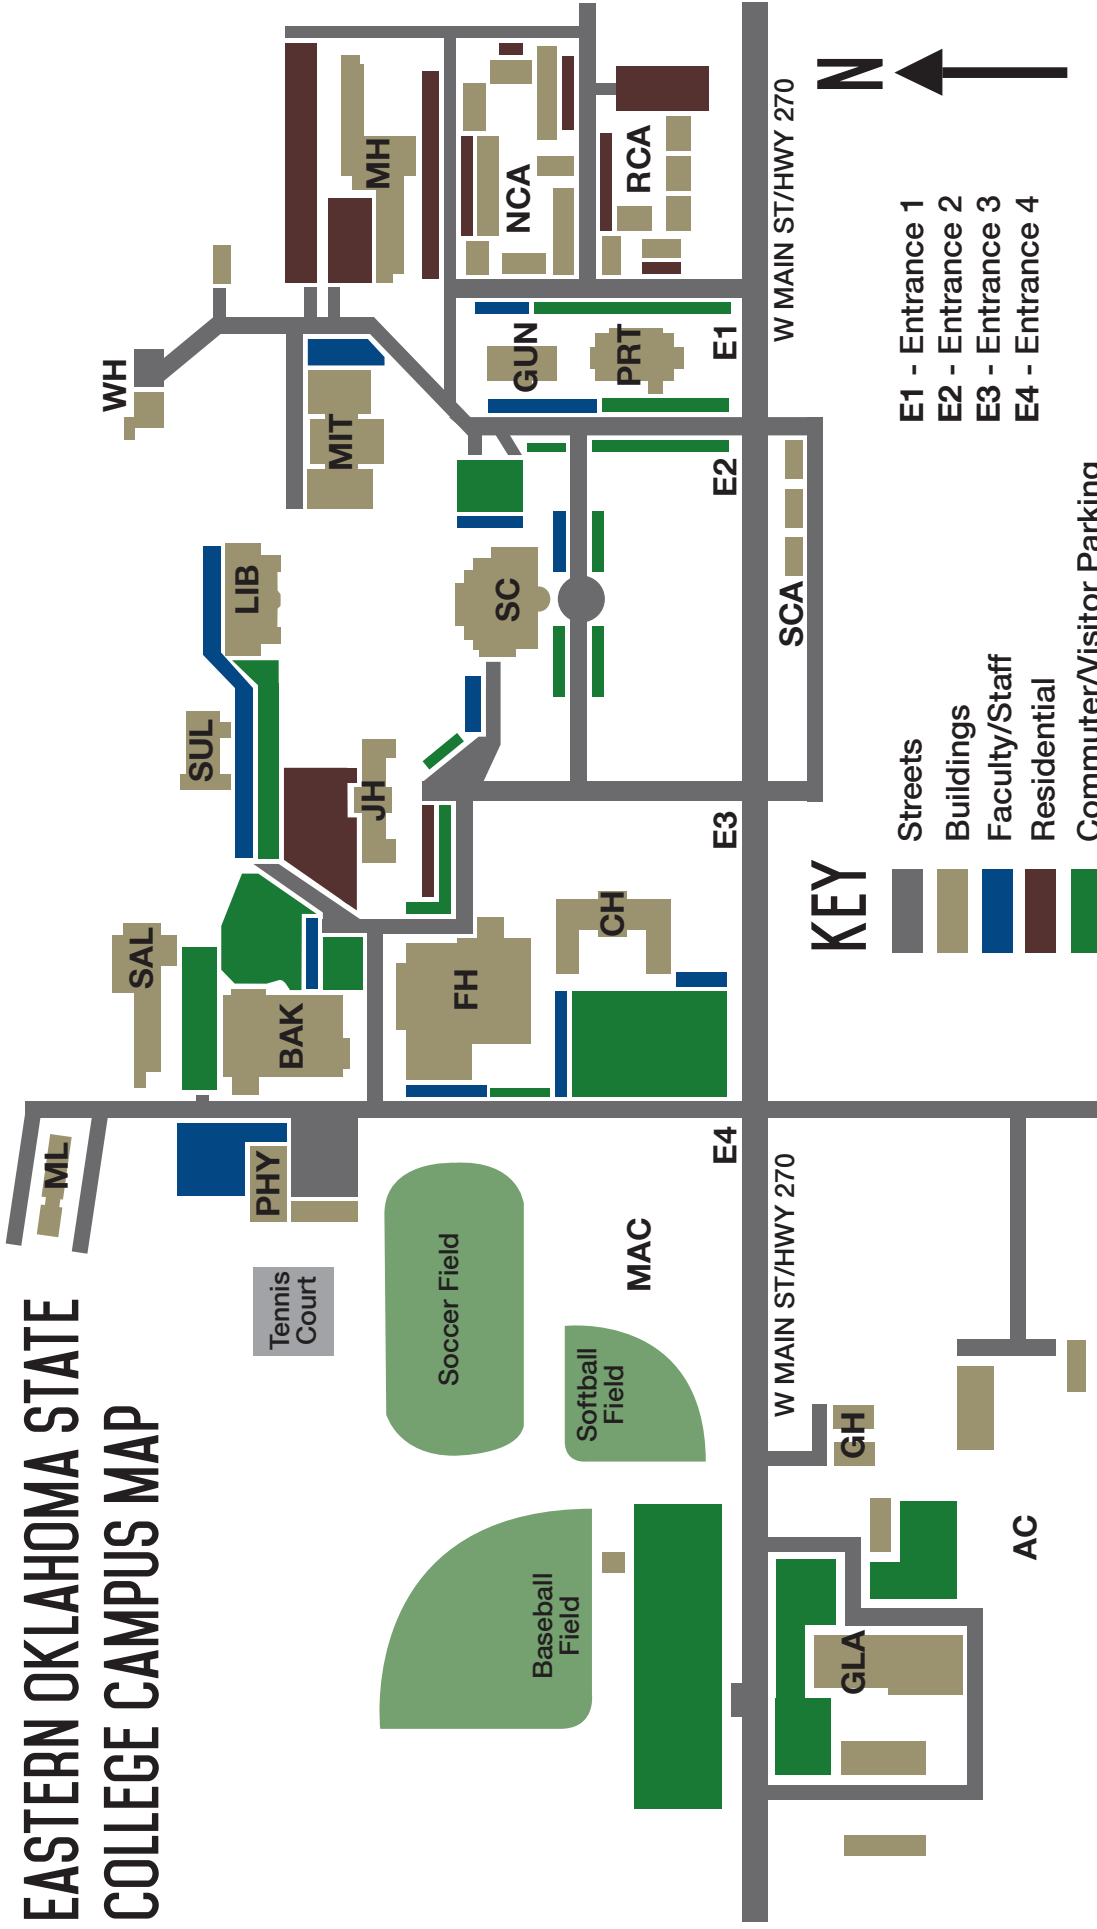 EASTERN OKLAHOMA STATE
COLLEGE CAMPUS MAP
ML
SAL
SUL
LIB
WH
PHY
BAK
Tennis
Court
JH
MIT
MH
Soccer Field
FH
SC
GUN
NCA
Softball
Field
MAC
CH
PRT
RCA
Baseball
Field
E4
E3
E2
E1
W MAIN ST/HWY 270
W MAIN ST/HWY 270
SCA
GH
GLA
AC
KEY
Streets
Buildings
Faculty/Staff
Residential
Commuter/Visitor Parking
E1 - Entrance 1
E2 - Entrance 2
E3 - Entrance 3
E4 - Entrance 4
N